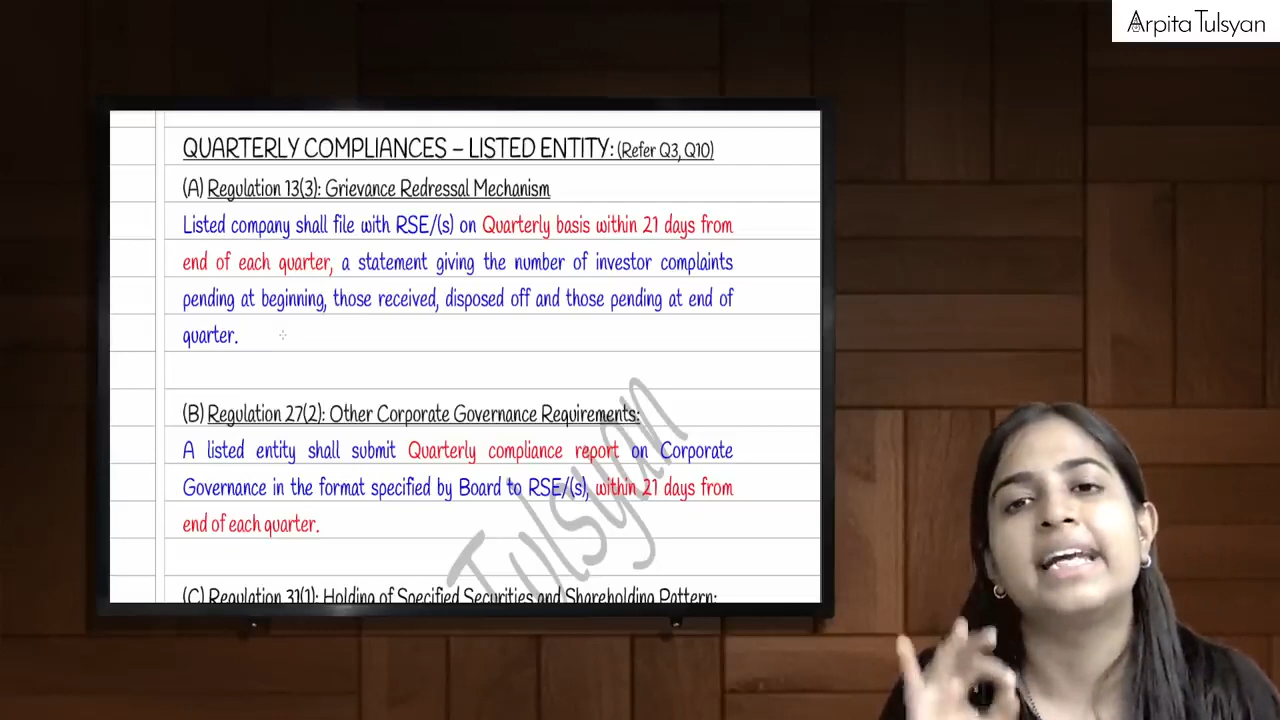 Arpita Tulsyan
QUARTERLY COMPLIANCES – LISTED ENTITY: (Refer Q3, Q10)
(A) Regulation 13(3): Grievance Redressal Mechanism
Listed company shall file with RSE/(s) on Quarterly basis within 21 days from
end of each quarter, a statement giving the number of investor complaints
pending at beginning, those received, disposed off and those pending at end of
quarter.
(B) Regulation 27(2): Other Corporate Governance Requirements:
A listed entity shall submit Quarterly compliance report on Corporate
Governance in the format specified by Board to RSE/(s), within 21 days from
end of each quarter.
Tulsyan
(C) Regulation 31(1): Holding of Specified Securities and Shareholding Pattern: